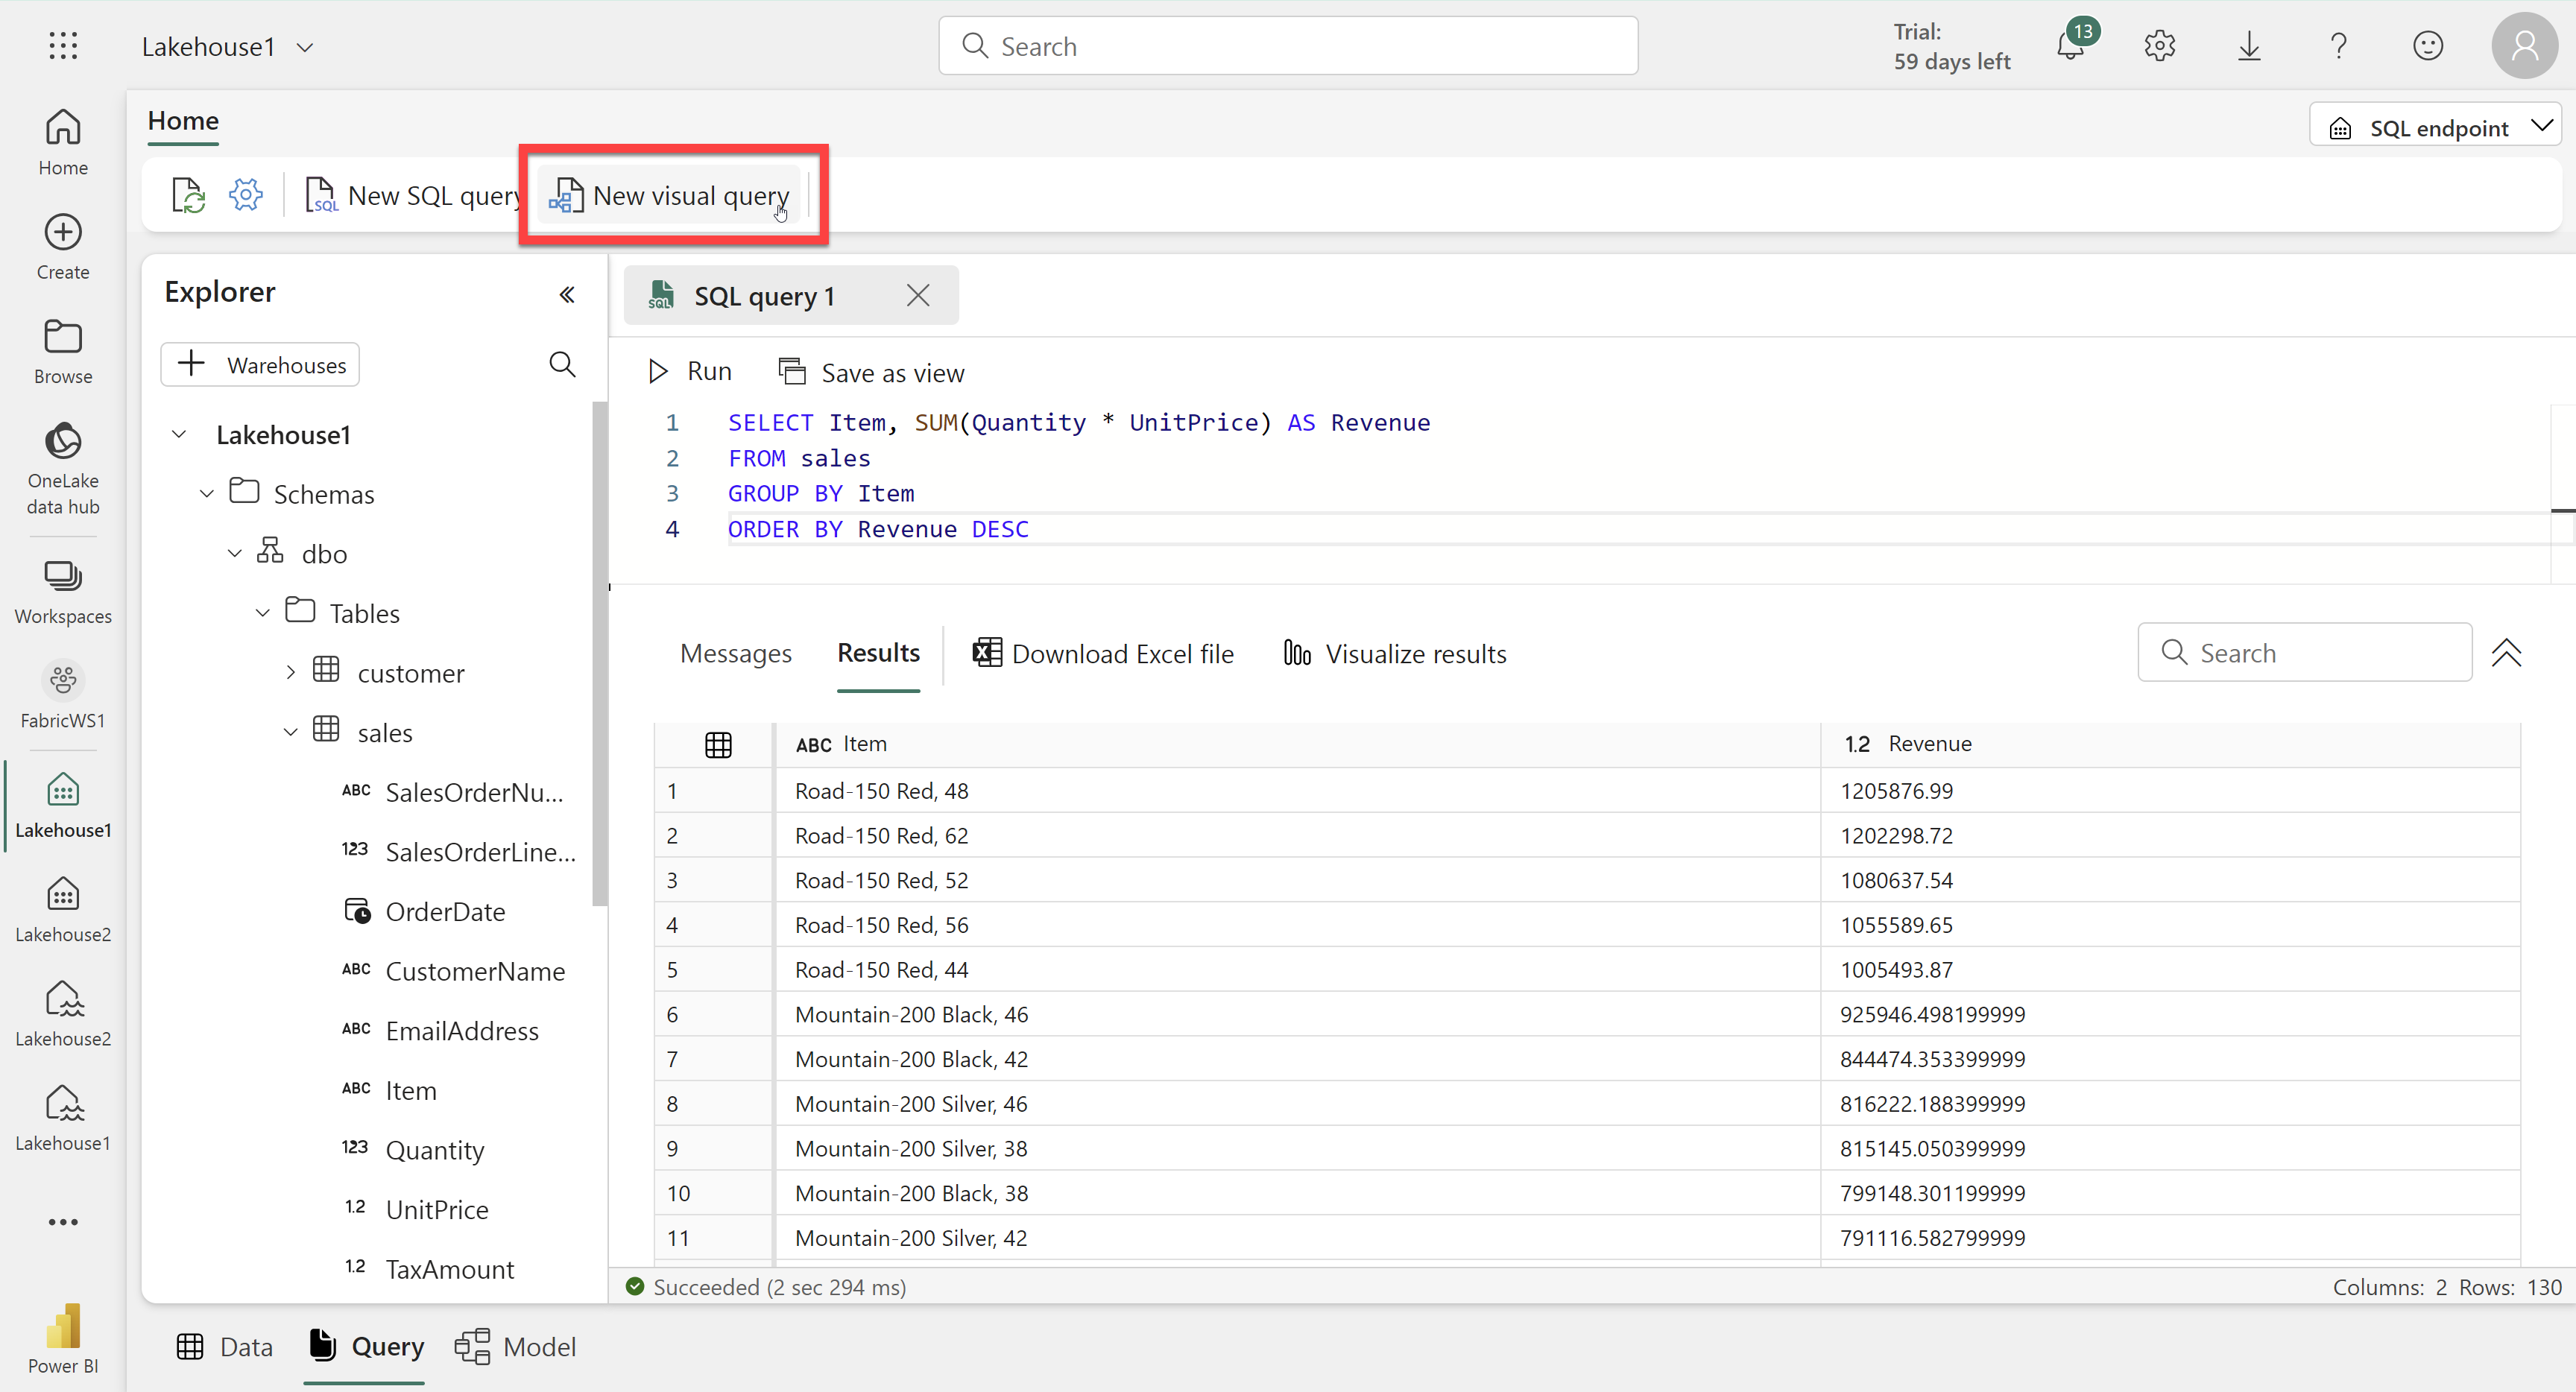 Lakehouse1
Search
Trial:
59 days left
13
Home
SQL endpoint
New SQL query
New visual query
Home
Create
Browse
OneLake
data hub
Workspaces
FabricWS1
Lakehouse1
Lakehouse2
Lakehouse2
Lakehouse1
Power BI
Explorer
Warehouses
Lakehouse1
Schemas
dbo
Tables
customer
sales
ABC SalesOrderNu...
123 SalesOrderLine...
OrderDate
ABC CustomerName
ABC EmailAddress
ABC Item
123 Quantity
1.2 UnitPrice
1.2 TaxAmount
SQL query 1
Run Save as view
1 SELECT Item, SUM(Quantity * UnitPrice) AS Revenue
2 FROM sales
3 GROUP BY Item
4 ORDER BY Revenue DESC
Messages Results Download Excel file Visualize results Search
ABC Item 1.2 Revenue
1 Road-150 Red, 48 1205876.99
2 Road-150 Red, 62 1202298.72
3 Road-150 Red, 52 1080637.54
4 Road-150 Red, 56 1055589.65
5 Road-150 Red, 44 1005493.87
6 Mountain-200 Black, 46 925946.498199999
7 Mountain-200 Black, 42 844474.353399999
8 Mountain-200 Silver, 46 816222.188399999
9 Mountain-200 Silver, 38 815145.050399999
10 Mountain-200 Black, 38 799148.301199999
11 Mountain-200 Silver, 42 791116.582799999
Succeeded (2 sec 294 ms) Columns: 2 Rows: 130
Data Query Model